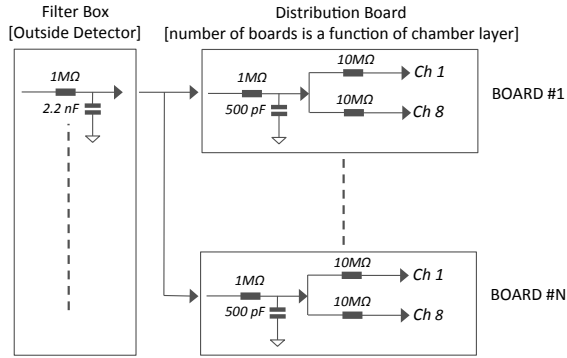 Filter Box
[Outside Detector]
Distribution Board
[number of boards is a function of chamber layer]
1MΩ
2.2 nF
1MΩ
500 pF
10MΩ
Ch 1
10MΩ
Ch 8
BOARD #1
1MΩ
500 pF
10MΩ
Ch 1
10MΩ
Ch 8
BOARD #N